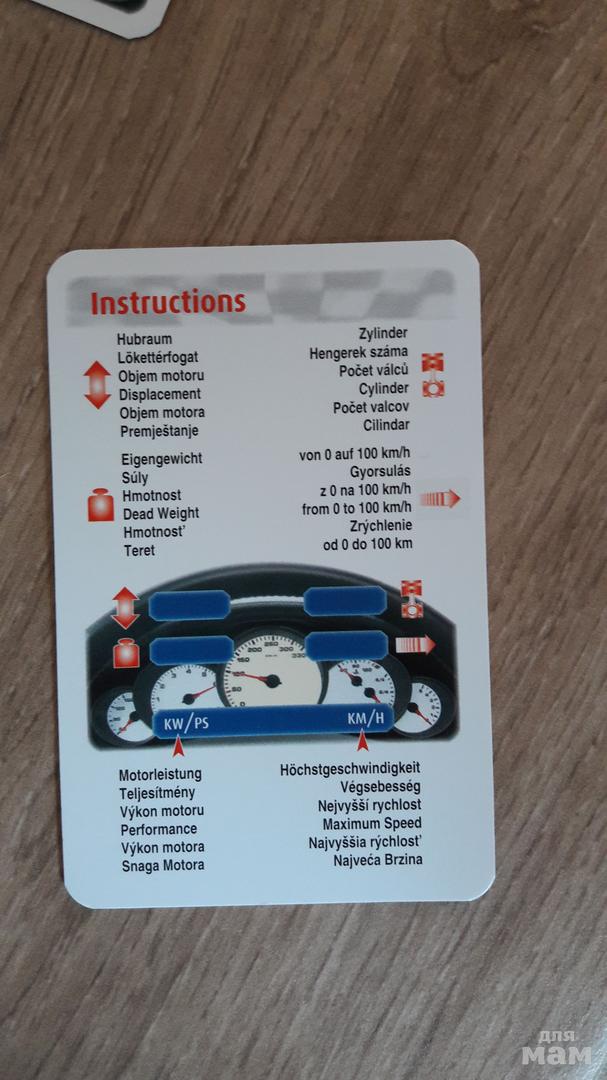 Instructions
Hubraum
Lökettérfogat
Objem motoru
Displacement
Objem motora
Premještanje
Zylinder
Hengerek száma
Počet válců
Cylinder
Počet valcov
Cilindar
Eigengewicht
Súly
Hmotnost
Dead Weight
Hmotnosť
Teret
von 0 auf 100 km/h
Gyorsulás
z 0 na 100 km/h
from 0 to 100 km/h
Zrýchlenie
od 0 do 100 km
KW/PS
KM/H
Motorleistung
Teljesítmény
Výkon motoru
Performance
Výkon motora
Snaga Motora
Höchstgeschwindigkeit
Végsebesség
Nejvyšší rychlost
Maximum Speed
Najvyššia rýchlosť
Najveća Brzina
для
мам